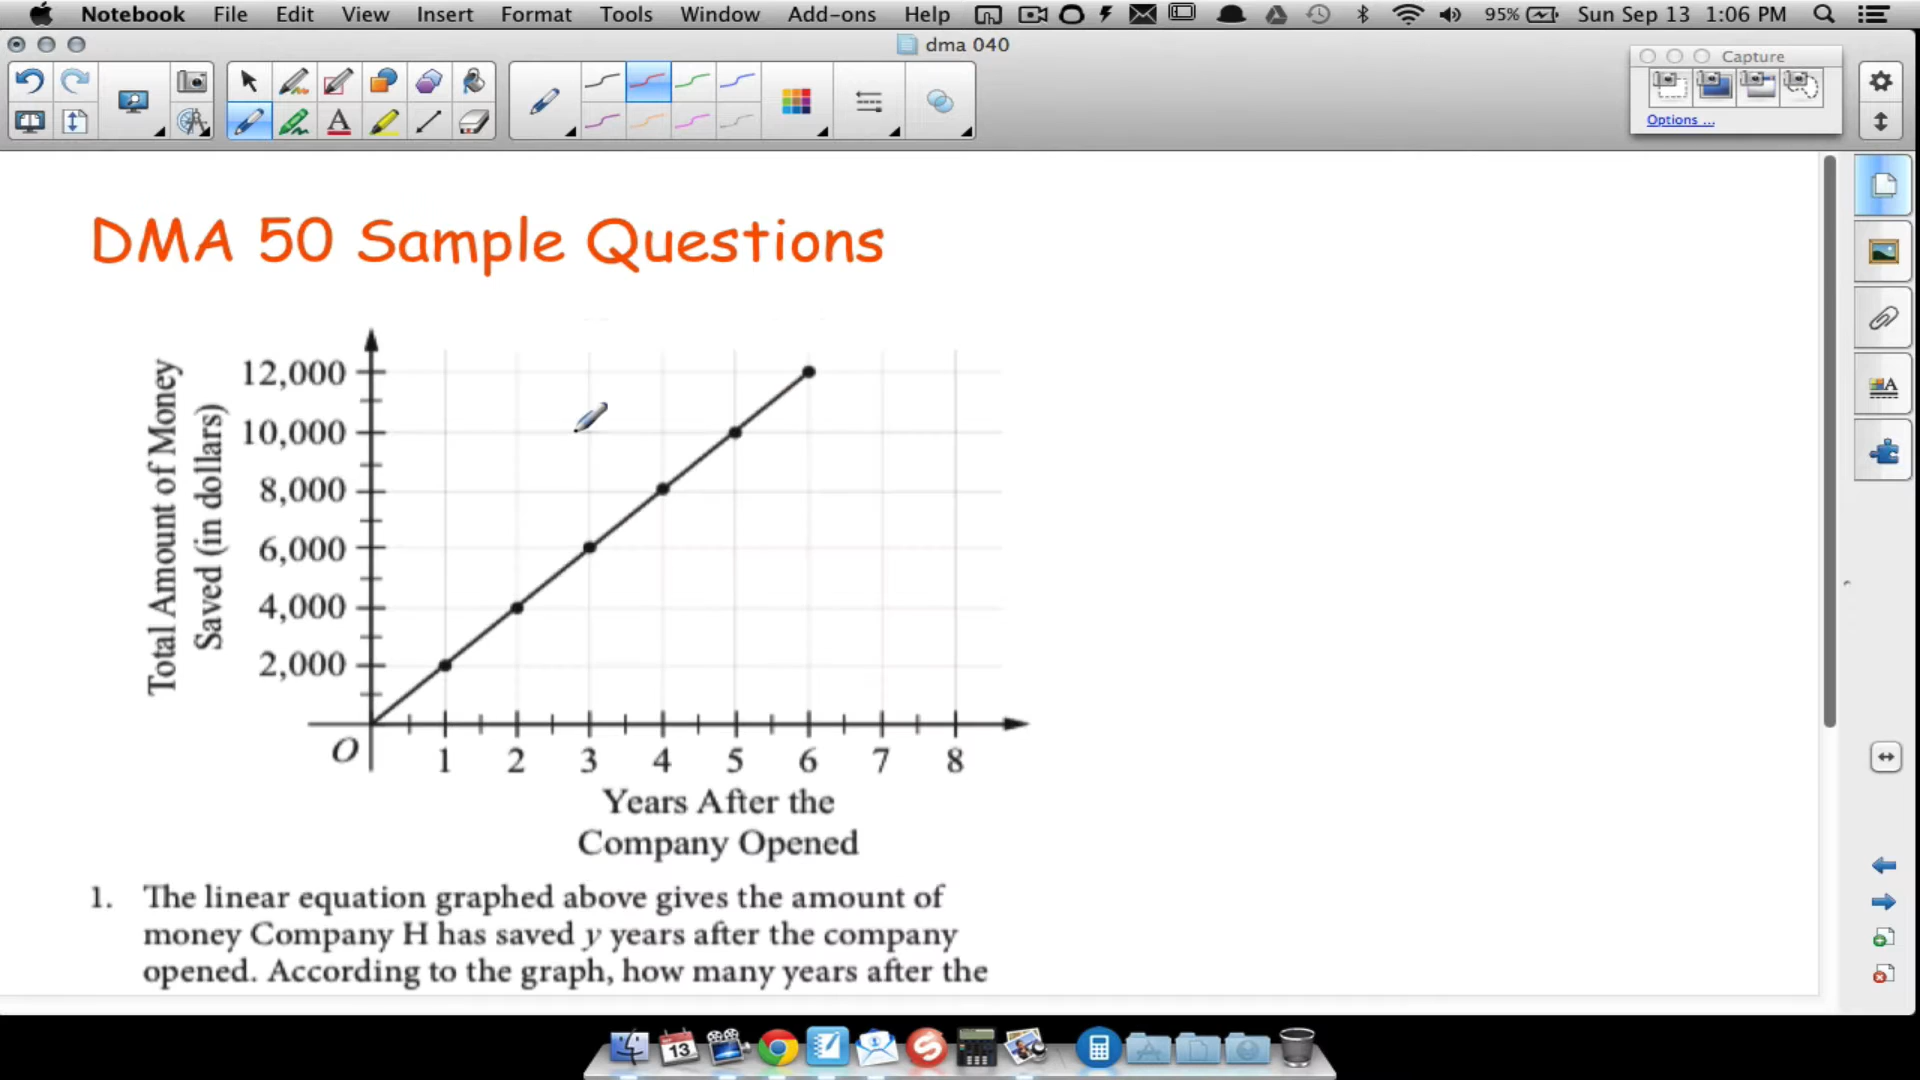 Notebook File Edit View Insert Format Tools Window Add-ons Help 95% Sun Sep 13 1:06 PM
dma 040
Capture
Options ...
DMA 50 Sample Questions
Total Amount of Money
Saved (in dollars)
12,000
10,000
8,000
6,000
4,000
2,000
O 1 2 3 4 5 6 7 8
Years After the
Company Opened
1. The linear equation graphed above gives the amount of
money Company H has saved y years after the company
opened. According to the graph, how many years after the
13